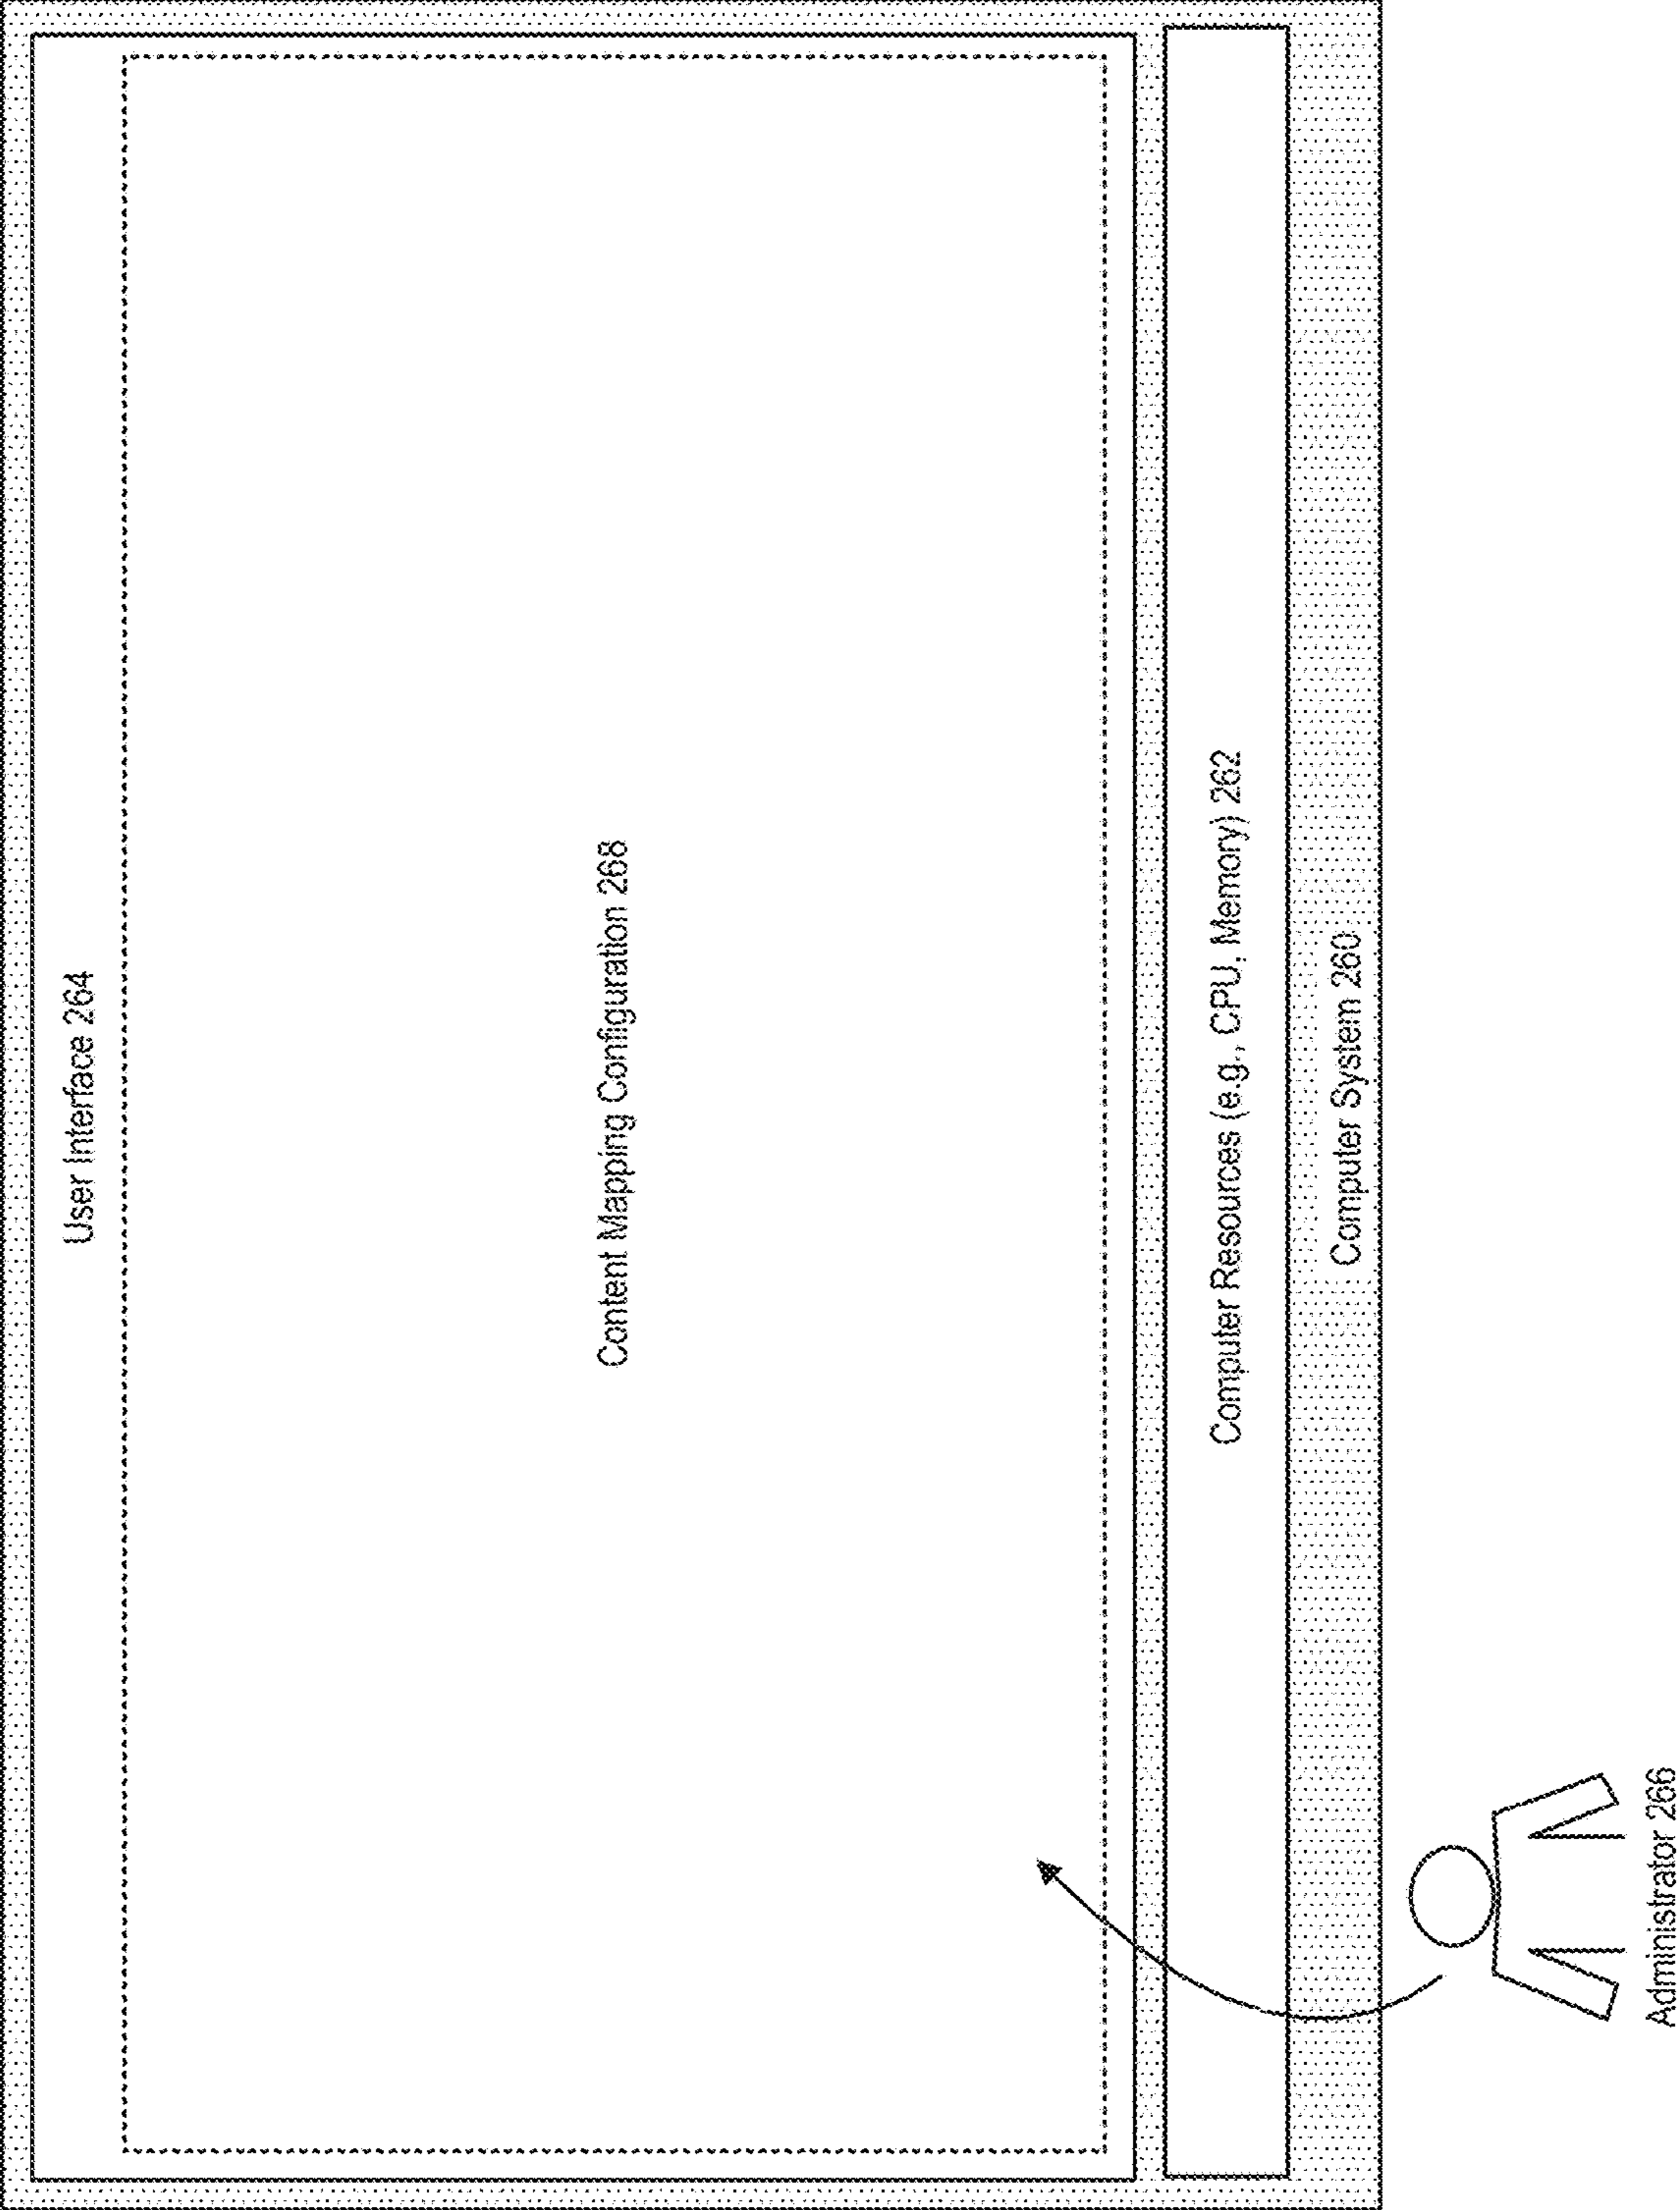 User Interface 264
Content Mapping Configuration 268
Computer Resources (e.g., CPU, Memory) 262
Computer System 260
Administrator 266